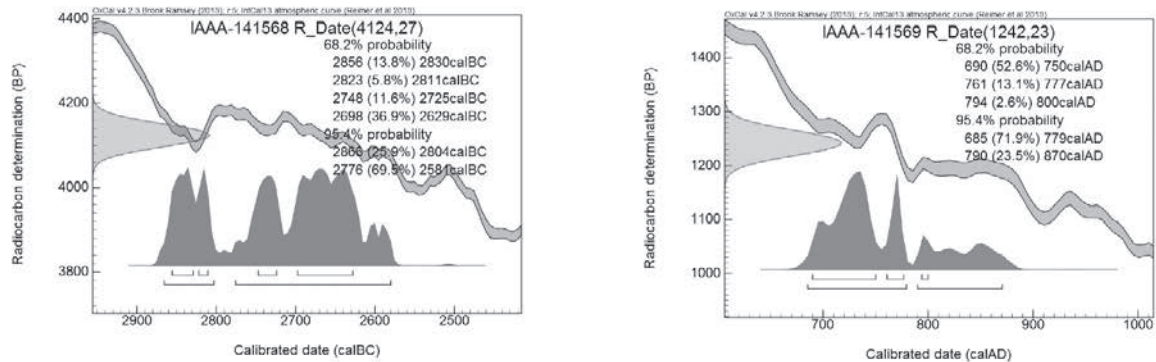 OxCal v4.2.3 Bronk Ramsey (2013); r:5; IntCal13 atmospheric curve (Reimer et al 2013)
IAAA-141568 R_Date(4124,27)
68.2% probability
2856 (13.8%) 2830calBC
2823 (5.8%) 2811calBC
2748 (11.6%) 2725calBC
2698 (36.9%) 2629calBC
95.4% probability
2866 (25.9%) 2804calBC
2776 (69.5%) 2581calBC
Radiocarbon determination (BP)
4400
4200
4000
3800
2900 2800 2700 2600 2500
Calibrated date (calBC)
OxCal v4.2.3 Bronk Ramsey (2013); r:5; IntCal13 atmospheric curve (Reimer et al 2013)
IAAA-141569 R_Date(1242,23)
68.2% probability
690 (52.6%) 750calAD
761 (13.1%) 777calAD
794 (2.6%) 800calAD
95.4% probability
685 (71.9%) 779calAD
790 (23.5%) 870calAD
Radiocarbon determination (BP)
1400
1300
1200
1100
1000
700 800 900 1000
Calibrated date (calAD)